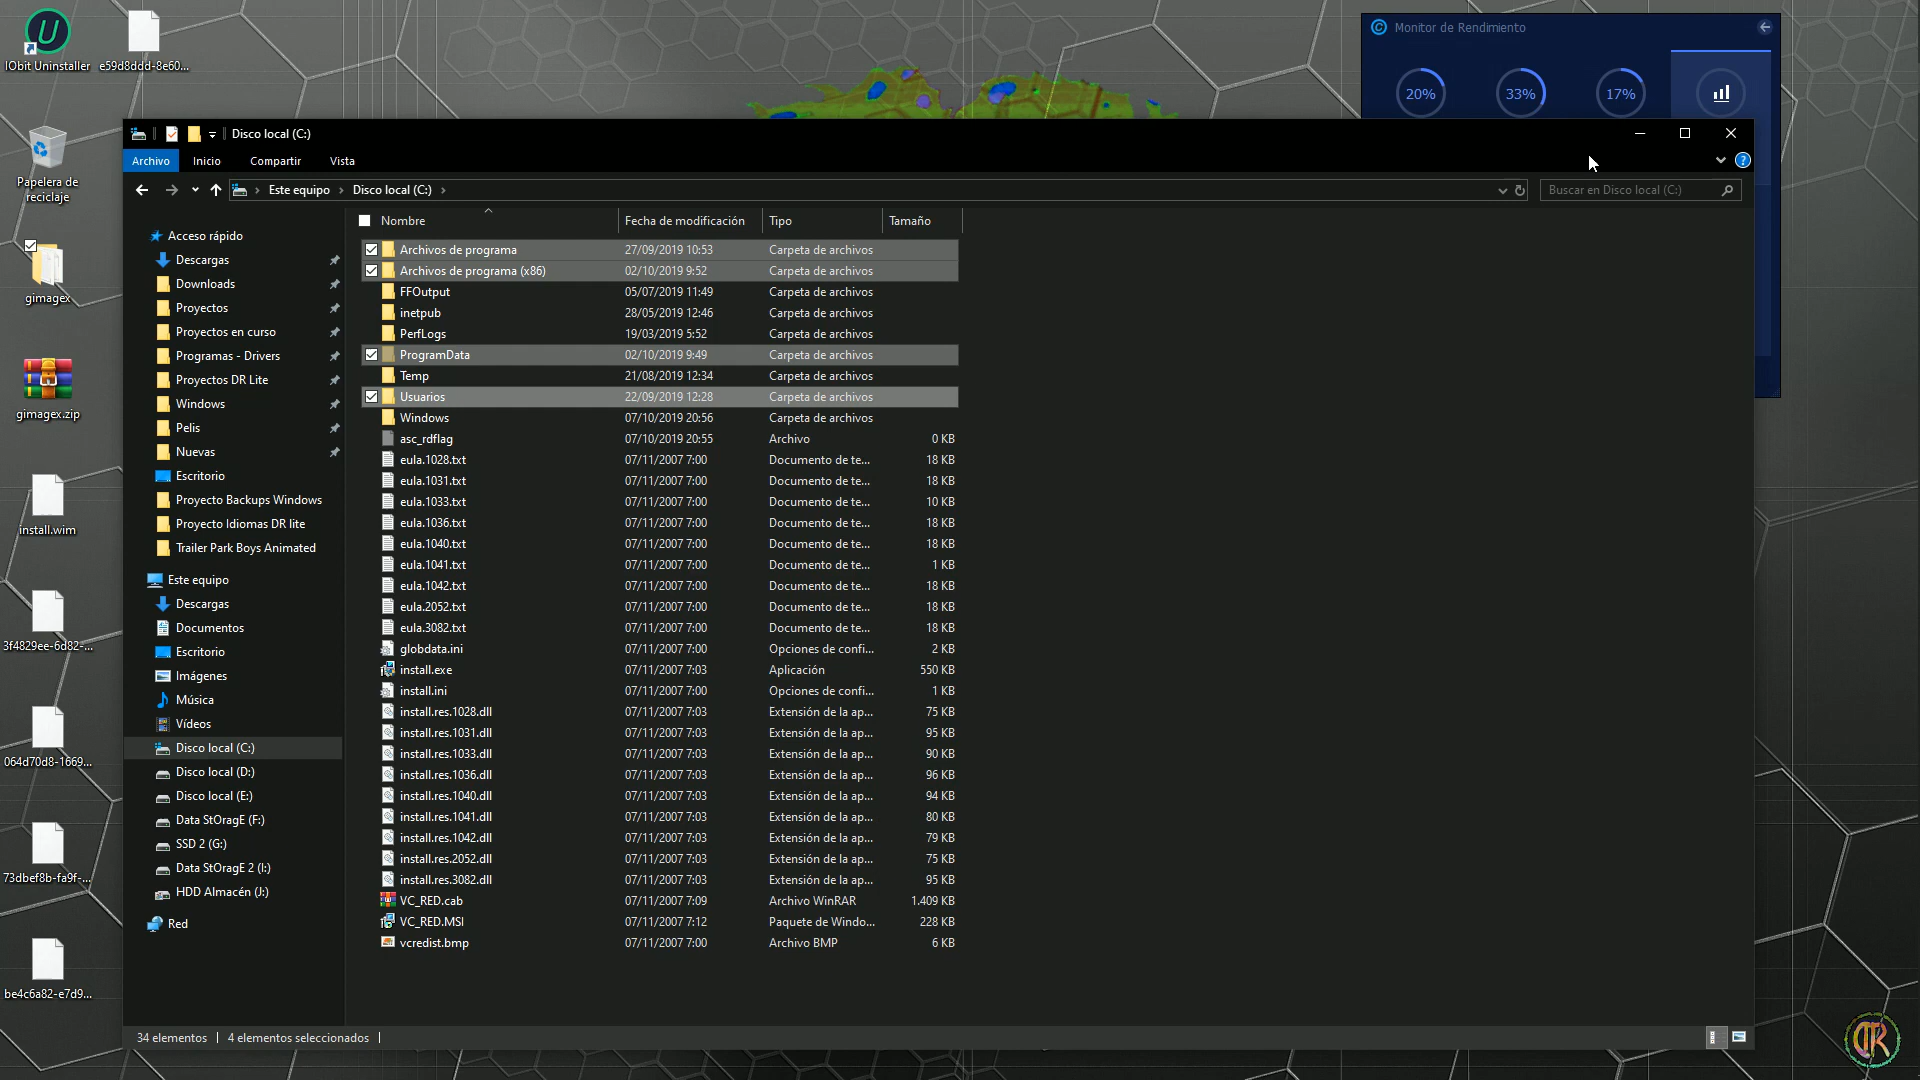 IObit Uninstaller
e59d8ddd-8e60...
Papelera de
reciclaje
gimagex
gimagex.zip
install.wim
3f4829ee-6d82-...
064d70d8-1669...
73dbef8b-fa9f-...
be4c6a82-e7d9...
Monitor de Rendimiento
20%
33%
17%
Disco local (C:)
Archivo
Inicio
Compartir
Vista
Este equipo > Disco local (C:) >
Buscar en Disco local (C:)
Acceso rápido
Descargas
Downloads
Proyectos
Proyectos en curso
Programas - Drivers
Proyectos DR Lite
Windows
Pelis
Nuevas
Escritorio
Proyecto Backups Windows
Proyecto Idiomas DR lite
Trailer Park Boys Animated
Este equipo
Descargas
Documentos
Escritorio
Imágenes
Música
Vídeos
Disco local (C:)
Disco local (D:)
Disco local (E:)
Data StOragE (F:)
SSD 2 (G:)
Data StOragE 2 (I:)
HDD Almacén (J:)
Red
Nombre Fecha de modificación Tipo Tamaño
Archivos de programa 27/09/2019 10:53 Carpeta de archivos
Archivos de programa (x86) 02/10/2019 9:52 Carpeta de archivos
FFOutput 05/07/2019 11:49 Carpeta de archivos
inetpub 28/05/2019 12:46 Carpeta de archivos
PerfLogs 19/03/2019 5:52 Carpeta de archivos
ProgramData 02/10/2019 9:49 Carpeta de archivos
Temp 21/08/2019 12:34 Carpeta de archivos
Usuarios 22/09/2019 12:28 Carpeta de archivos
Windows 07/10/2019 20:56 Carpeta de archivos
asc_rdflag 07/10/2019 20:55 Archivo 0 KB
eula.1028.txt 07/11/2007 7:00 Documento de te... 18 KB
eula.1031.txt 07/11/2007 7:00 Documento de te... 18 KB
eula.1033.txt 07/11/2007 7:00 Documento de te... 10 KB
eula.1036.txt 07/11/2007 7:00 Documento de te... 18 KB
eula.1040.txt 07/11/2007 7:00 Documento de te... 18 KB
eula.1041.txt 07/11/2007 7:00 Documento de te... 1 KB
eula.1042.txt 07/11/2007 7:00 Documento de te... 18 KB
eula.2052.txt 07/11/2007 7:00 Documento de te... 18 KB
eula.3082.txt 07/11/2007 7:00 Documento de te... 18 KB
globdata.ini 07/11/2007 7:00 Opciones de confi... 2 KB
install.exe 07/11/2007 7:03 Aplicación 550 KB
install.ini 07/11/2007 7:00 Opciones de confi... 1 KB
install.res.1028.dll 07/11/2007 7:03 Extensión de la ap... 75 KB
install.res.1031.dll 07/11/2007 7:03 Extensión de la ap... 95 KB
install.res.1033.dll 07/11/2007 7:03 Extensión de la ap... 90 KB
install.res.1036.dll 07/11/2007 7:03 Extensión de la ap... 96 KB
install.res.1040.dll 07/11/2007 7:03 Extensión de la ap... 94 KB
install.res.1041.dll 07/11/2007 7:03 Extensión de la ap... 80 KB
install.res.1042.dll 07/11/2007 7:03 Extensión de la ap... 79 KB
install.res.2052.dll 07/11/2007 7:03 Extensión de la ap... 75 KB
install.res.3082.dll 07/11/2007 7:03 Extensión de la ap... 95 KB
VC_RED.cab 07/11/2007 7:09 Archivo WinRAR 1.409 KB
VC_RED.MSI 07/11/2007 7:12 Paquete de Windo... 228 KB
vcredist.bmp 07/11/2007 7:00 Archivo BMP 6 KB
34 elementos
4 elementos seleccionados